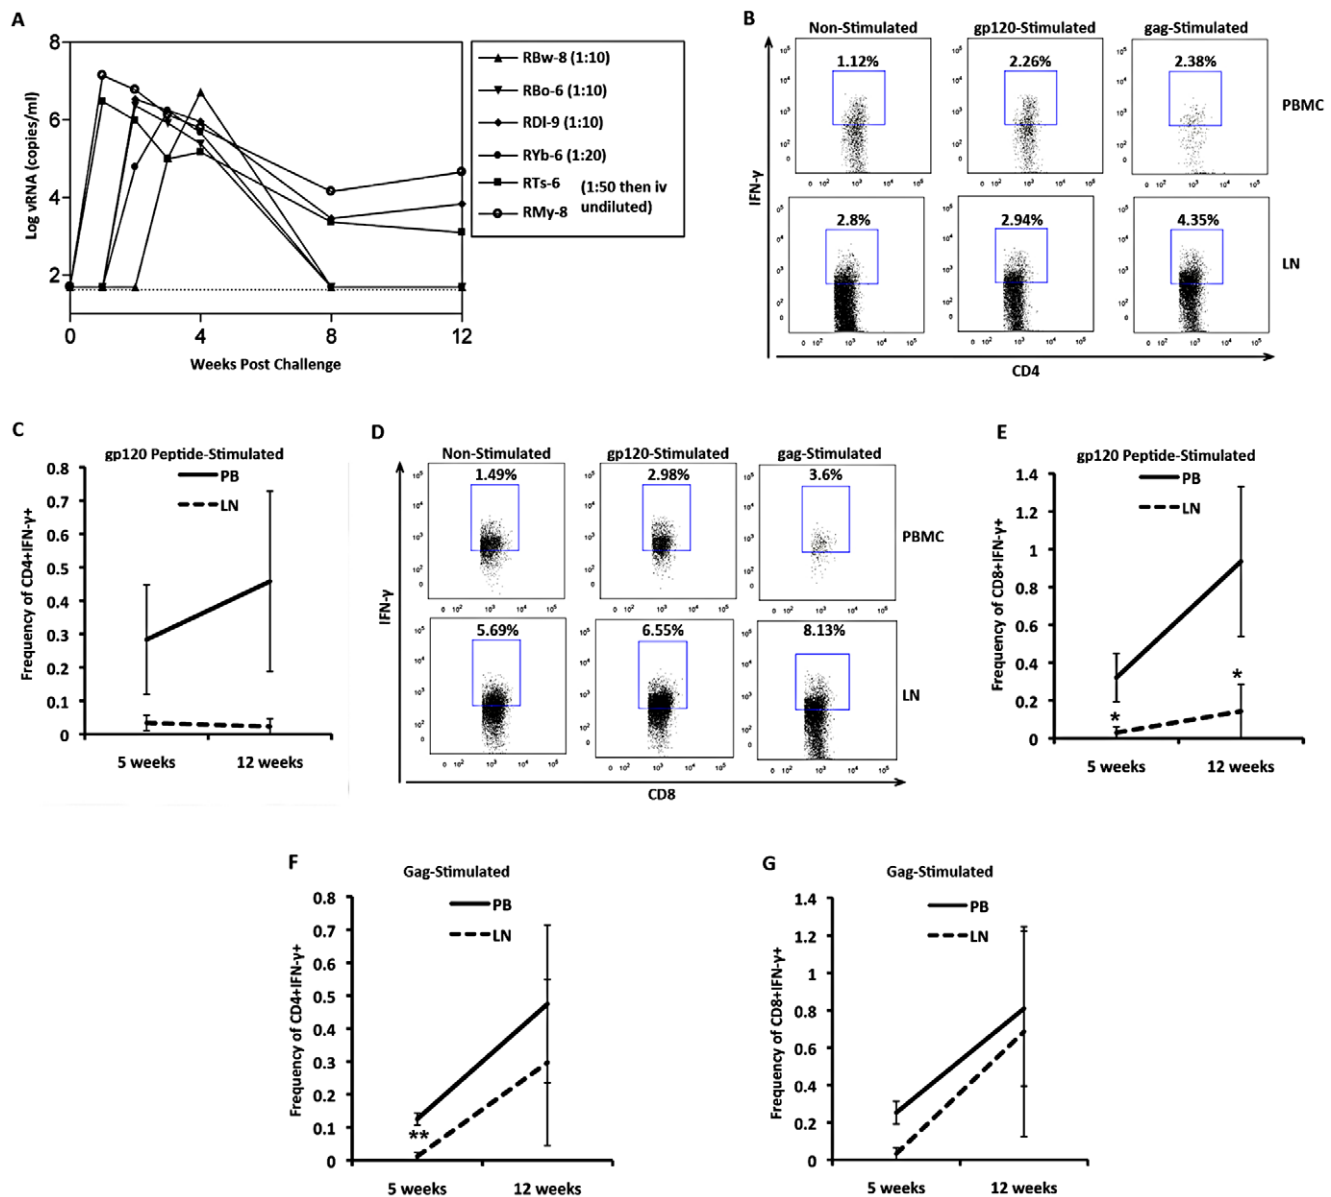 A
8
6
4
2
0
4
8
12
Log vRNA (copies/ml)
Weeks Post Challenge
RBw-8 (1:10)
RBo-6 (1:10)
RDI-9 (1:10)
RYb-6 (1:20)
RTs-6
(1:50 then iv
undiluted)
RMy-8
B
Non-Stimulated
gp120-Stimulated
gag-Stimulated
1.12%
2.26%
2.38%
PBMC
2.8%
2.94%
4.35%
LN
IFN-γ
CD4
C
gp120 Peptide-Stimulated
PB
LN
0.8
0.7
0.6
0.5
0.4
0.3
0.2
0.1
0
Frequency of CD4+IFN-γ+
5 weeks
12 weeks
D
Non-Stimulated
gp120-Stimulated
gag-Stimulated
1.49%
2.98%
3.6%
PBMC
5.69%
6.55%
8.13%
LN
IFN-γ
CD8
E
gp120 Peptide-Stimulated
PB
LN
1.4
1.2
1
0.8
0.6
0.4
0.2
0
Frequency of CD8+IFN-γ+
*
*
5 weeks
12 weeks
F
Gag-Stimulated
PB
LN
0.8
0.7
0.6
0.5
0.4
0.3
0.2
0.1
0
Frequency of CD4+IFN-γ+
**
5 weeks
12 weeks
G
Gag-Stimulated
PB
LN
1.4
1.2
1
0.8
0.6
0.4
0.2
0
Frequency of CD8+IFN-γ+
5 weeks
12 weeks